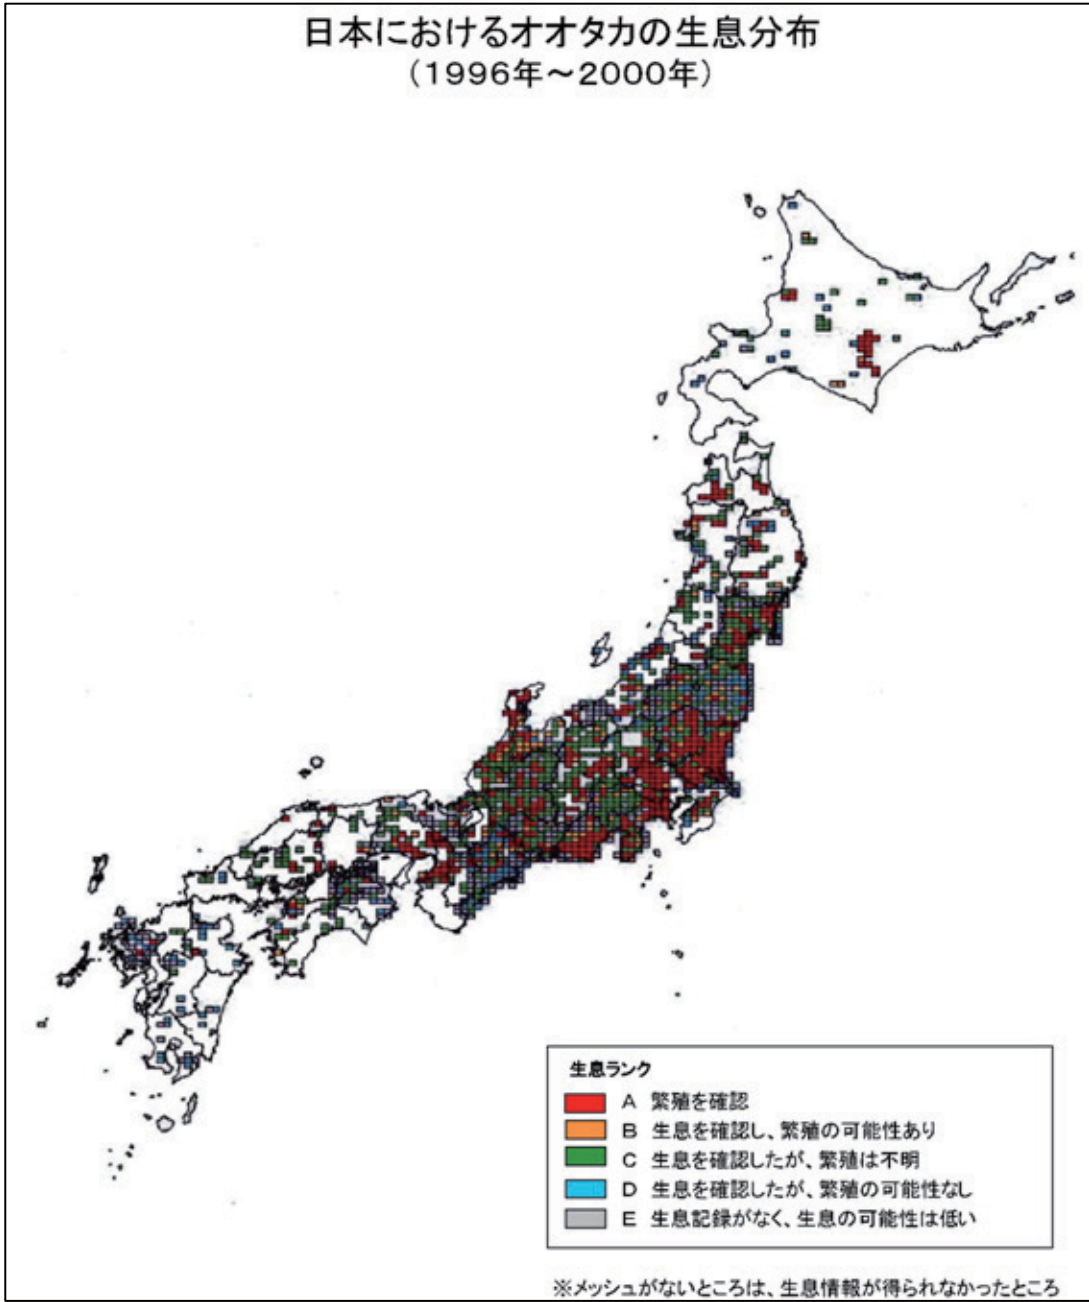 日本におけるオオタカの生息分布
(1996年～2000年)
生息ランク
A 繁殖を確認
B 生息を確認し、繁殖の可能性あり
C 生息を確認したが、繁殖は不明
D 生息を確認したが、繁殖の可能性なし
E 生息記録がなく、生息の可能性は低い
※メッシュがないところは、生息情報が得られなかったところ